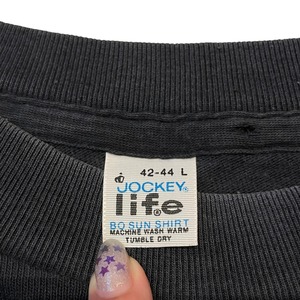 42-44 L
JOCKEY®
life®
BO SUN SHIRT
MACHINE WASH WARM
TUMBLE DRY